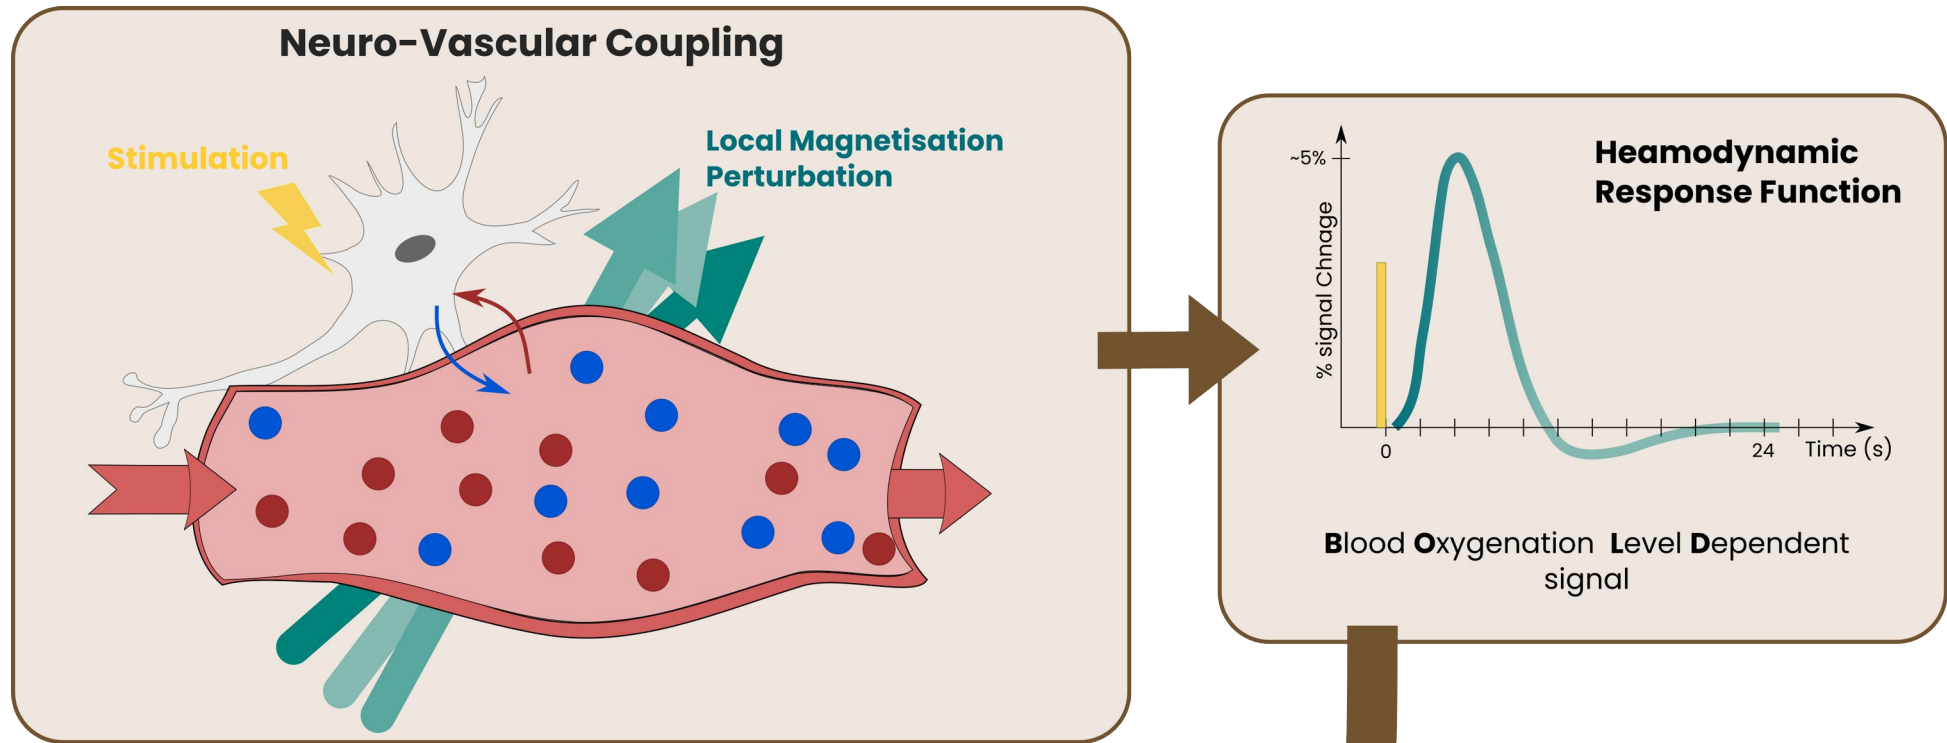 Neuro-Vascular Coupling
Stimulation
Local Magnetisation
Perturbation
Heamodynamic
Response Function
~5%
% signal Chnage
0
24
Time (s)
Blood Oxygenation Level Dependent
signal